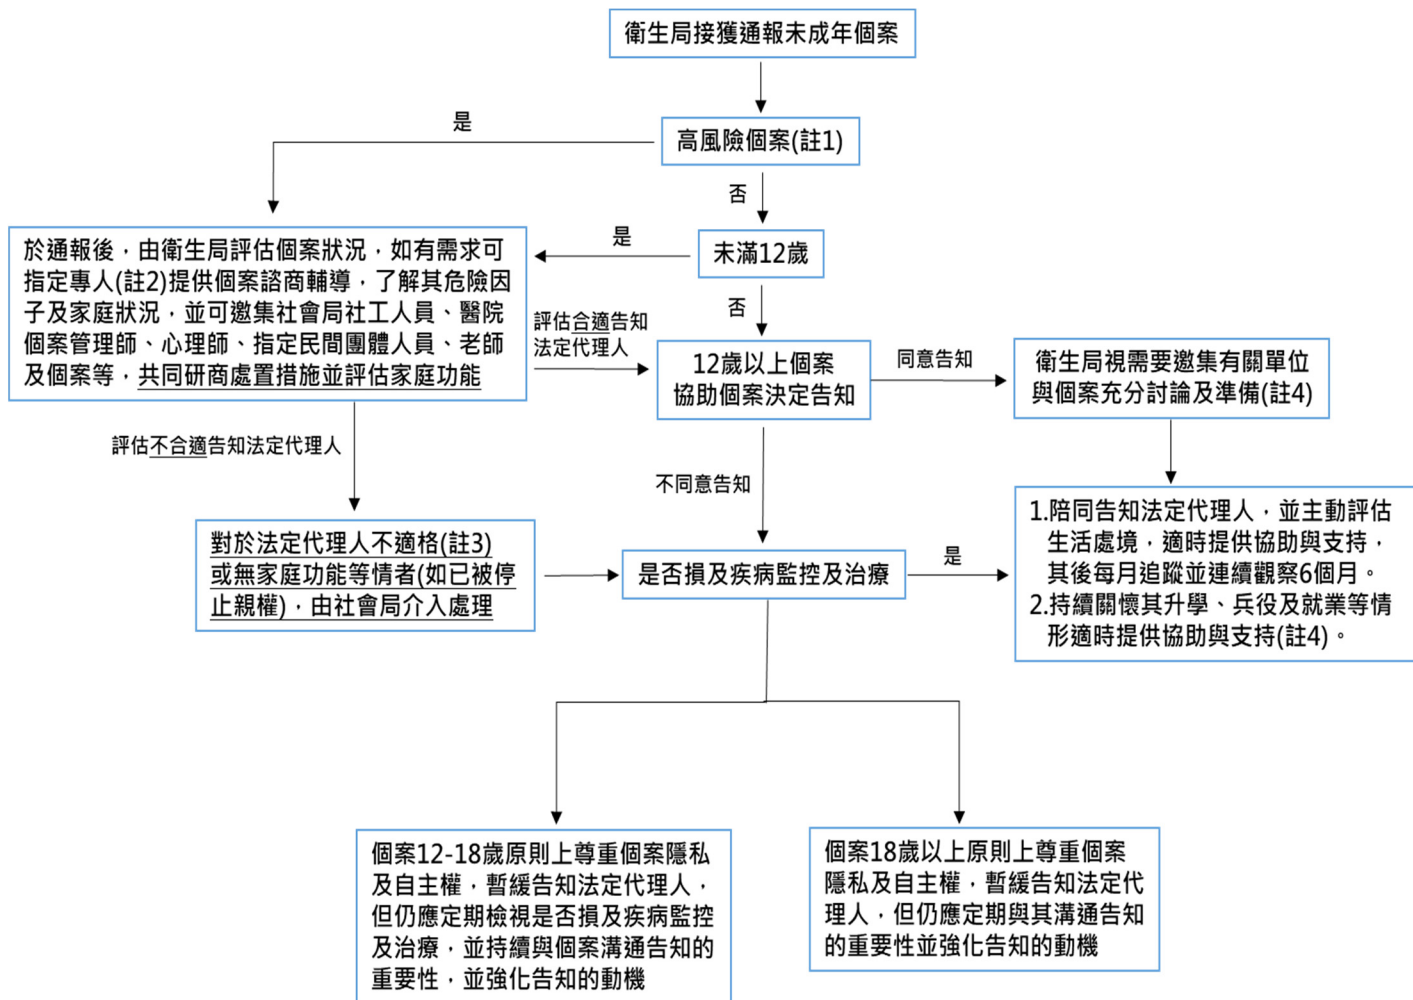 衛生局接獲通報未成年個案
是
高風險個案(註1)
否
於通報後，由衛生局評估個案狀況，如有需求可
指定專人(註2)提供個案諮商輔導，了解其危險因
子及家庭狀況，並可邀集社會局社工人員、醫院
個案管理師、心理師、指定民間團體人員、老師
及個案等，共同研商處置措施並評估家庭功能
是
未滿12歲
否
評估合適告知
法定代理人
12歲以上個案
協助個案決定告知
同意告知
衛生局視需要邀集有關單位
與個案充分討論及準備(註4)
評估不合適告知法定代理人
不同意告知
對於法定代理人不適格(註3)
或無家庭功能等情者(如已被停
止親權)，由社會局介入處理
是否損及疾病監控及治療
是
1.陪同告知法定代理人，並主動評估
生活處境，適時提供協助與支持，
其後每月追蹤並連續觀察6個月。
2.持續關懷其升學、兵役及就業等情
形適時提供協助與支持(註4)。
個案12-18歲原則上尊重個案隱私
及自主權，暫緩告知法定代理人，
但仍應定期檢視是否損及疾病監控
及治療，並持續與個案溝通告知的
重要性，並強化告知的動機
個案18歲以上原則上尊重個案
隱私及自主權，暫緩告知法定代
理人，但仍應定期與其溝通告知
的重要性並強化告知的動機